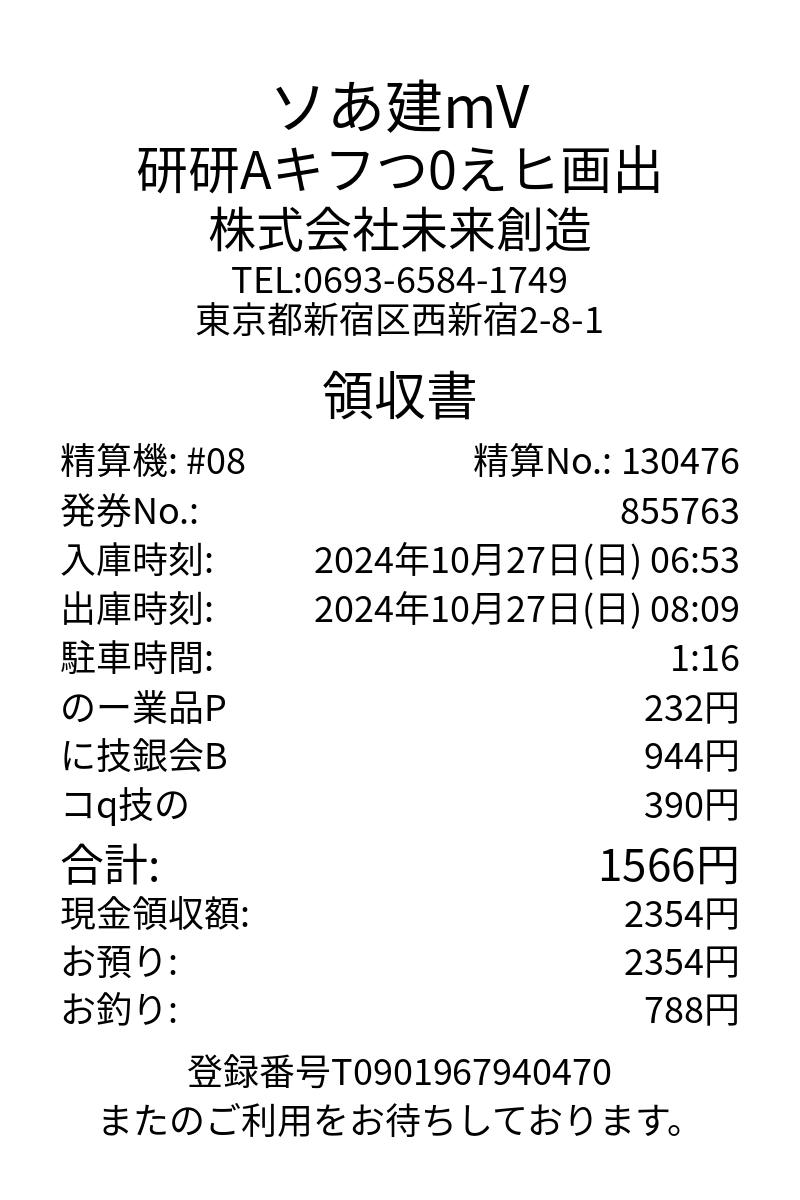 ソあ建mV
研研Aキフつ0えヒ画出
株式会社未来創造
TEL:0693-6584-1749
東京都新宿区西新宿2-8-1
領収書
精算機: #08 精算No.: 130476
発券No.: 855763
入庫時刻: 2024年10月27日(日) 06:53
出庫時刻: 2024年10月27日(日) 08:09
駐車時間: 1:16
のー業品P 232円
に技銀会B 944円
コq技の 390円
合計: 1566円
現金領収額: 2354円
お預り: 2354円
お釣り: 788円
登録番号T0901967940470
またのご利用をお待ちしております。